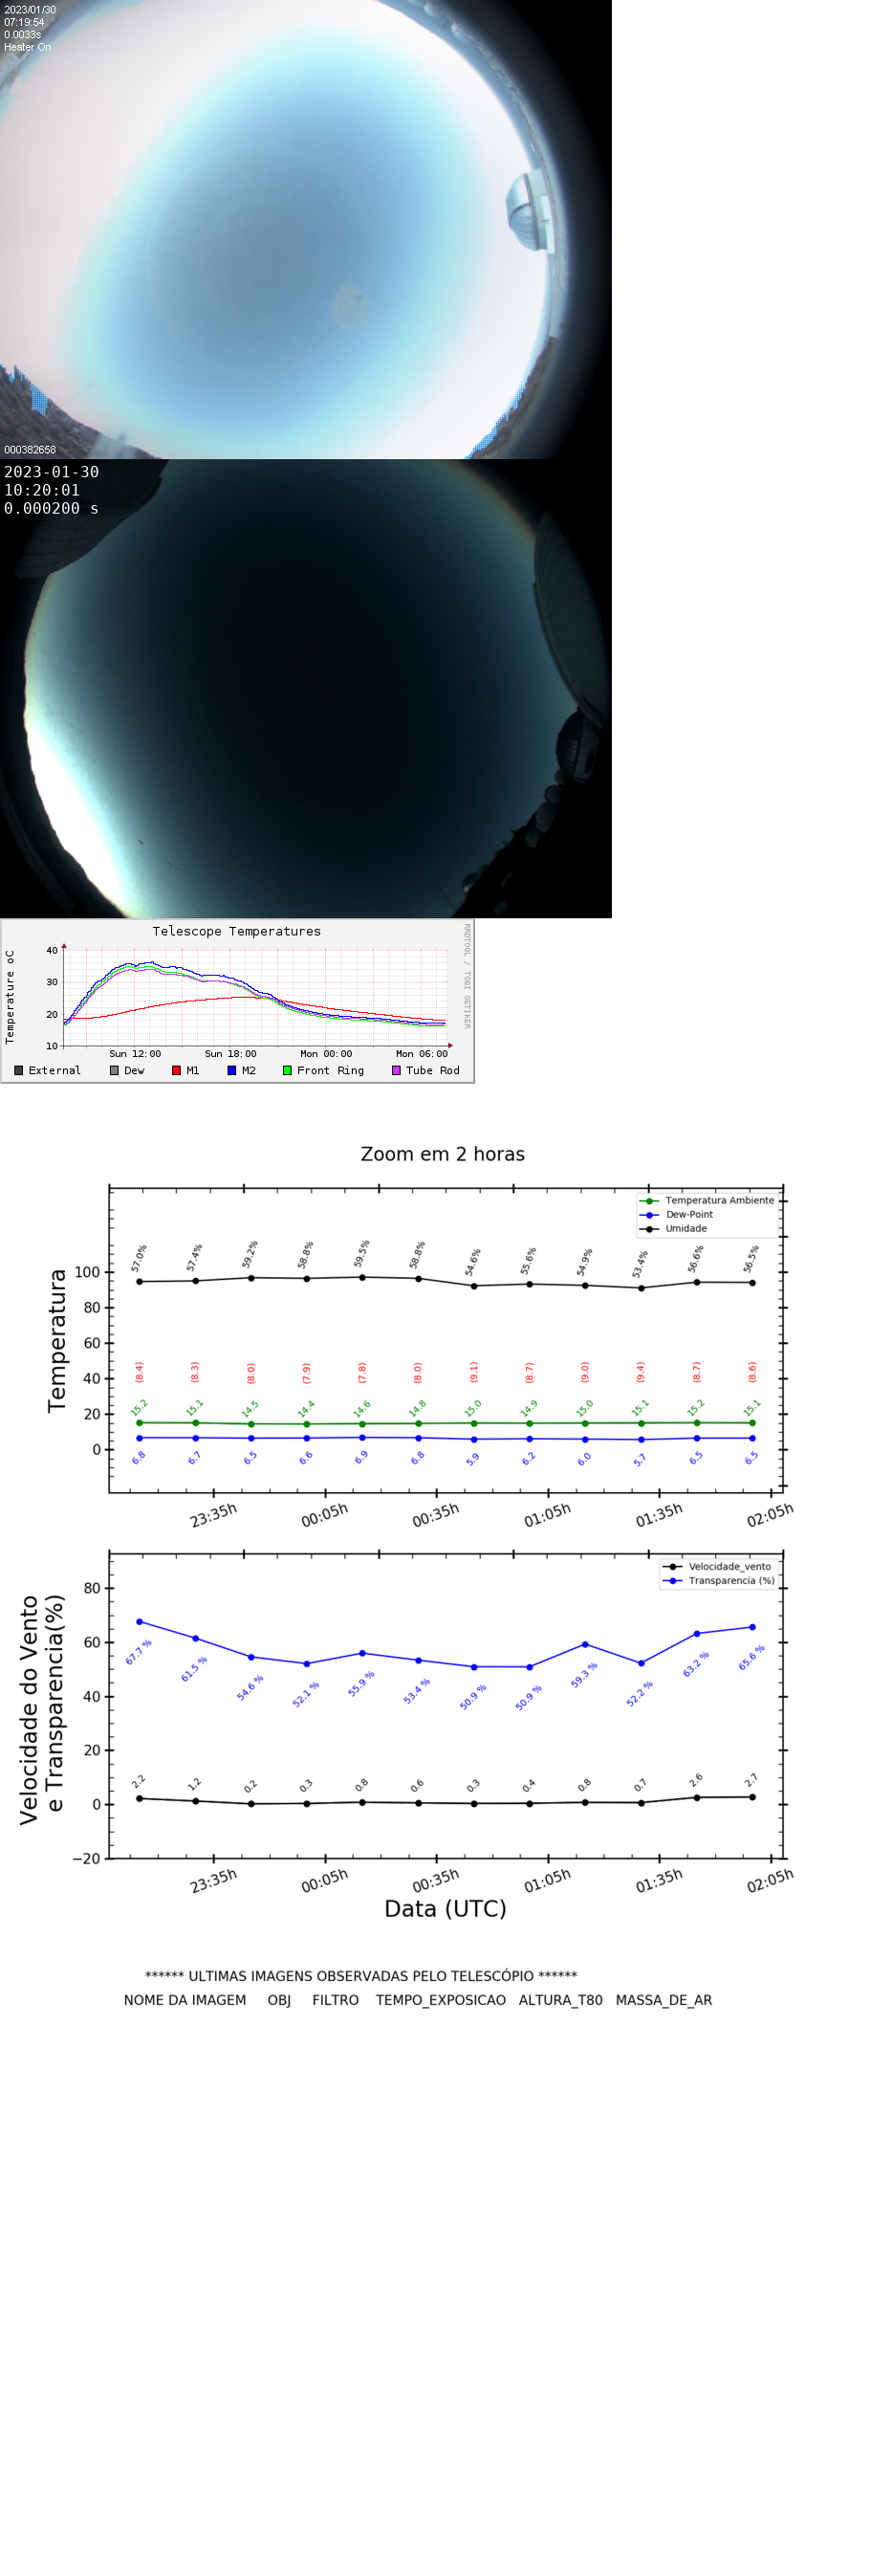 2023/01/30
07:19:54
0.0033s
Heater On
000382658
2023-01-30
10:20:01
0.000200 s
Telescope Temperatures
RRDTOOL / TOBI OETIKER
Temperature oC
40
30
20
10
Sun 12:00 Sun 18:00 Mon 00:00 Mon 06:00
External Dew M1 M2 Front Ring Tube Rod
Zoom em 2 horas
Temperatura Ambiente
Dew-Point
Umidade
Temperatura
100
80
60
40
20
0
57.0% 57.4% 59.2% 58.8% 59.5% 58.8% 54.6% 55.6% 54.9% 53.4% 56.6% 56.5%
(8.4) (8.3) (8.0) (7.9) (7.8) (8.0) (9.1) (8.7) (9.0) (9.4) (8.7) (8.6)
15.2 15.1 14.5 14.4 14.6 14.8 15.0 14.9 15.0 15.1 15.2 15.1
6.8 6.7 6.5 6.6 6.9 6.8 5.9 6.2 6.0 5.7 6.5 6.5
23:35h 00:05h 00:35h 01:05h 01:35h 02:05h
Velocidade_vento
Transparencia (%)
Velocidade do Vento
e Transparencia(%)
80
60
40
20
0
−20
67.7 % 61.5 % 54.6 % 52.1 % 55.9 % 53.4 % 50.9 % 50.9 % 59.3 % 52.2 % 63.2 % 65.6 %
2.2 1.2 0.2 0.3 0.8 0.6 0.3 0.4 0.8 0.7 2.6 2.7
23:35h 00:05h 00:35h 01:05h 01:35h 02:05h
Data (UTC)
****** ULTIMAS IMAGENS OBSERVADAS PELO TELESCÓPIO ******
NOME DA IMAGEM OBJ FILTRO TEMPO_EXPOSICAO ALTURA_T80 MASSA_DE_AR